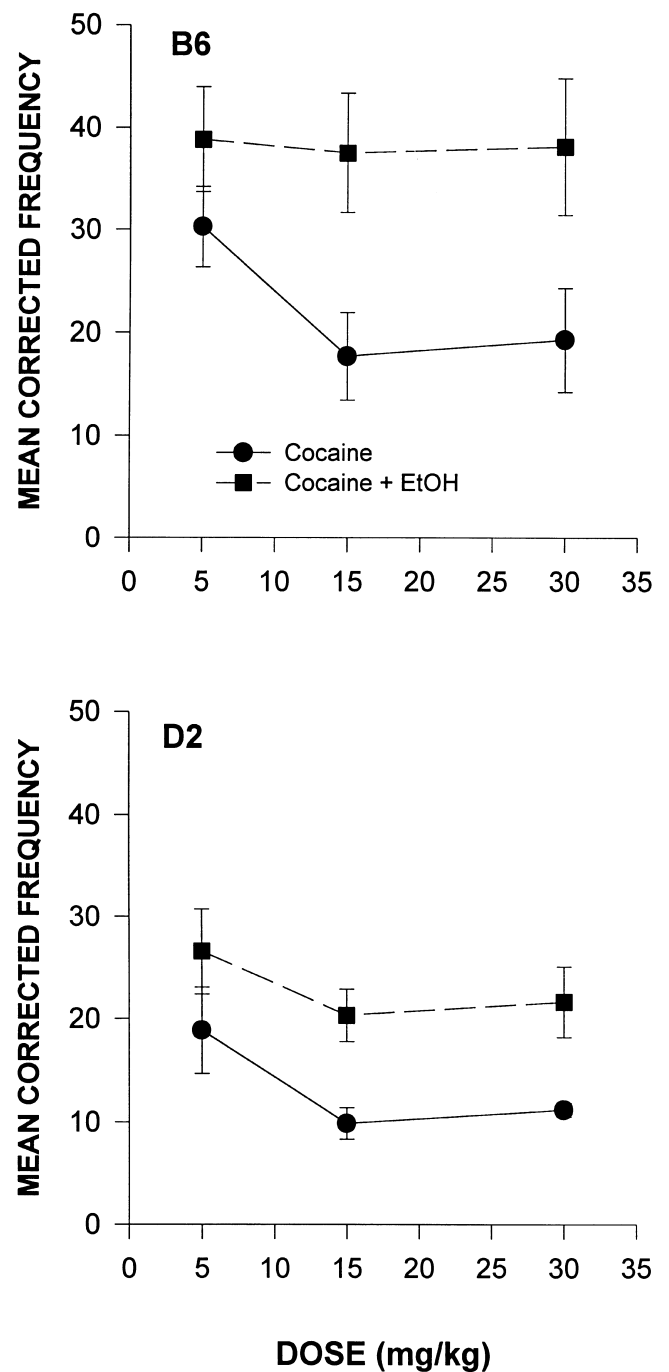 B6
MEAN CORRECTED FREQUENCY
50
40
30
20
10
0
Cocaine
Cocaine + EtOH
0 5 10 15 20 25 30 35
D2
MEAN CORRECTED FREQUENCY
50
40
30
20
10
0
0 5 10 15 20 25 30 35
DOSE (mg/kg)